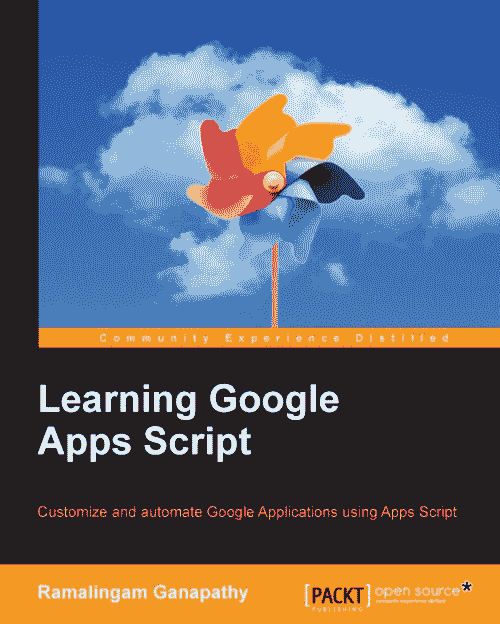 Community Experience Distilled
Learning Google
Apps Script
Customize and automate Google Applications using Apps Script
Ramalingam Ganapathy
[PACKT] open source*
PUBLISHING community experience distilled